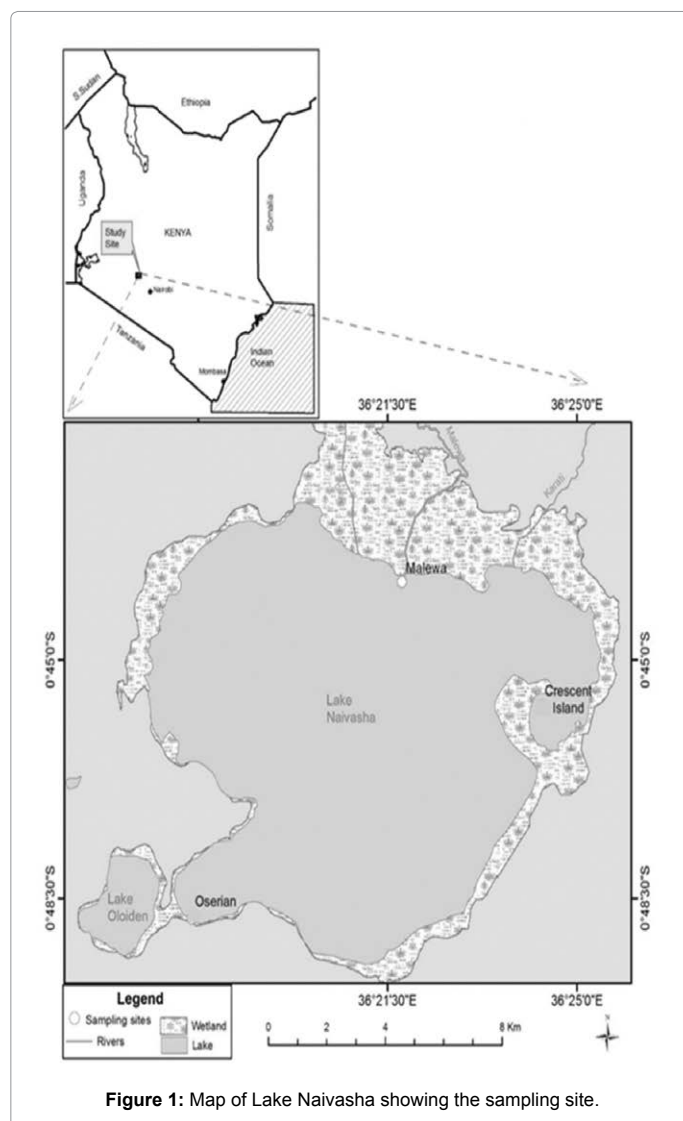 S.Sudan
Ethiopia
Uganda
Somalia
Study
Site
KENYA
Nairobi
Tanzania
Indian
Ocean
Mombasa
36°21'30"E
36°25'0"E
Malewa
Karati
Malewa
0°45'0"S
0°45'0"S
Crescent
Island
Lake
Naivasha
0°48'30"S
0°48'30"S
Lake
Oloiden
Oserian
36°21'30"E
36°25'0"E
Legend
Sampling sites
Wetland
Rivers
Lake
0 2 4 8 Km
N
Figure 1: Map of Lake Naivasha showing the sampling site.